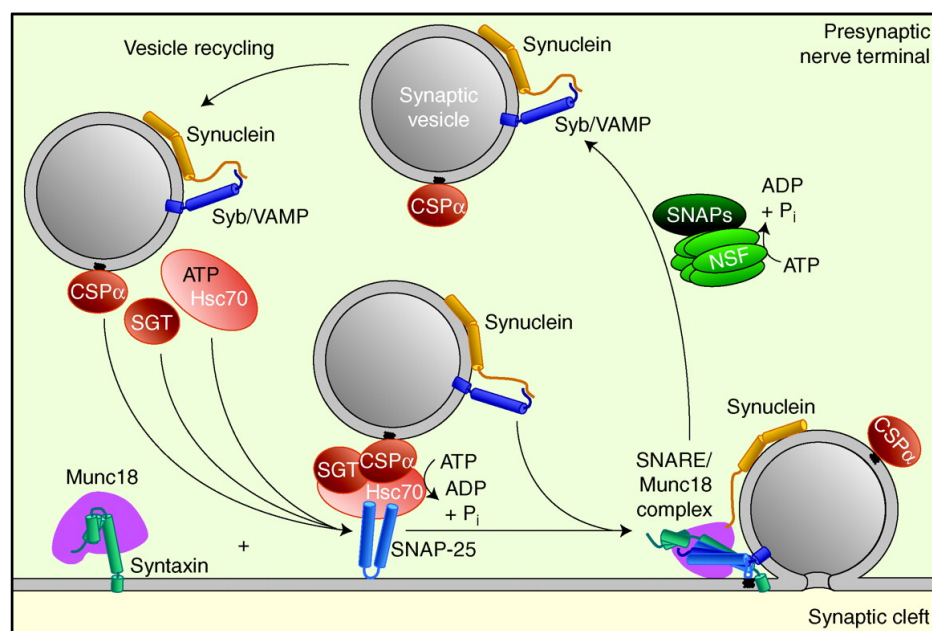 Vesicle recycling
Synuclein
Presynaptic
nerve terminal
Synaptic
vesicle
Syb/VAMP
CSPα
Synuclein
Syb/VAMP
CSPα
SGT
ATP
Hsc70
SNAPs
NSF
ADP
+ Pi
ATP
Synuclein
SGT
CSPα
Hsc70
ATP
ADP
+ Pi
SNAP-25
Munc18
Syntaxin
+
Synuclein
CSPα
SNARE/
Munc18
complex
Synaptic cleft